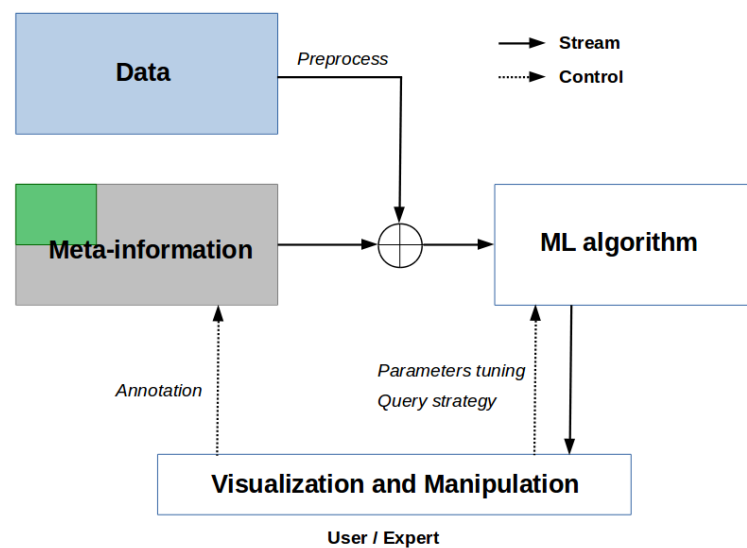 Data
Preprocess
Stream
Control
Meta-information
ML algorithm
Annotation
Parameters tuning
Query strategy
Visualization and Manipulation
User / Expert